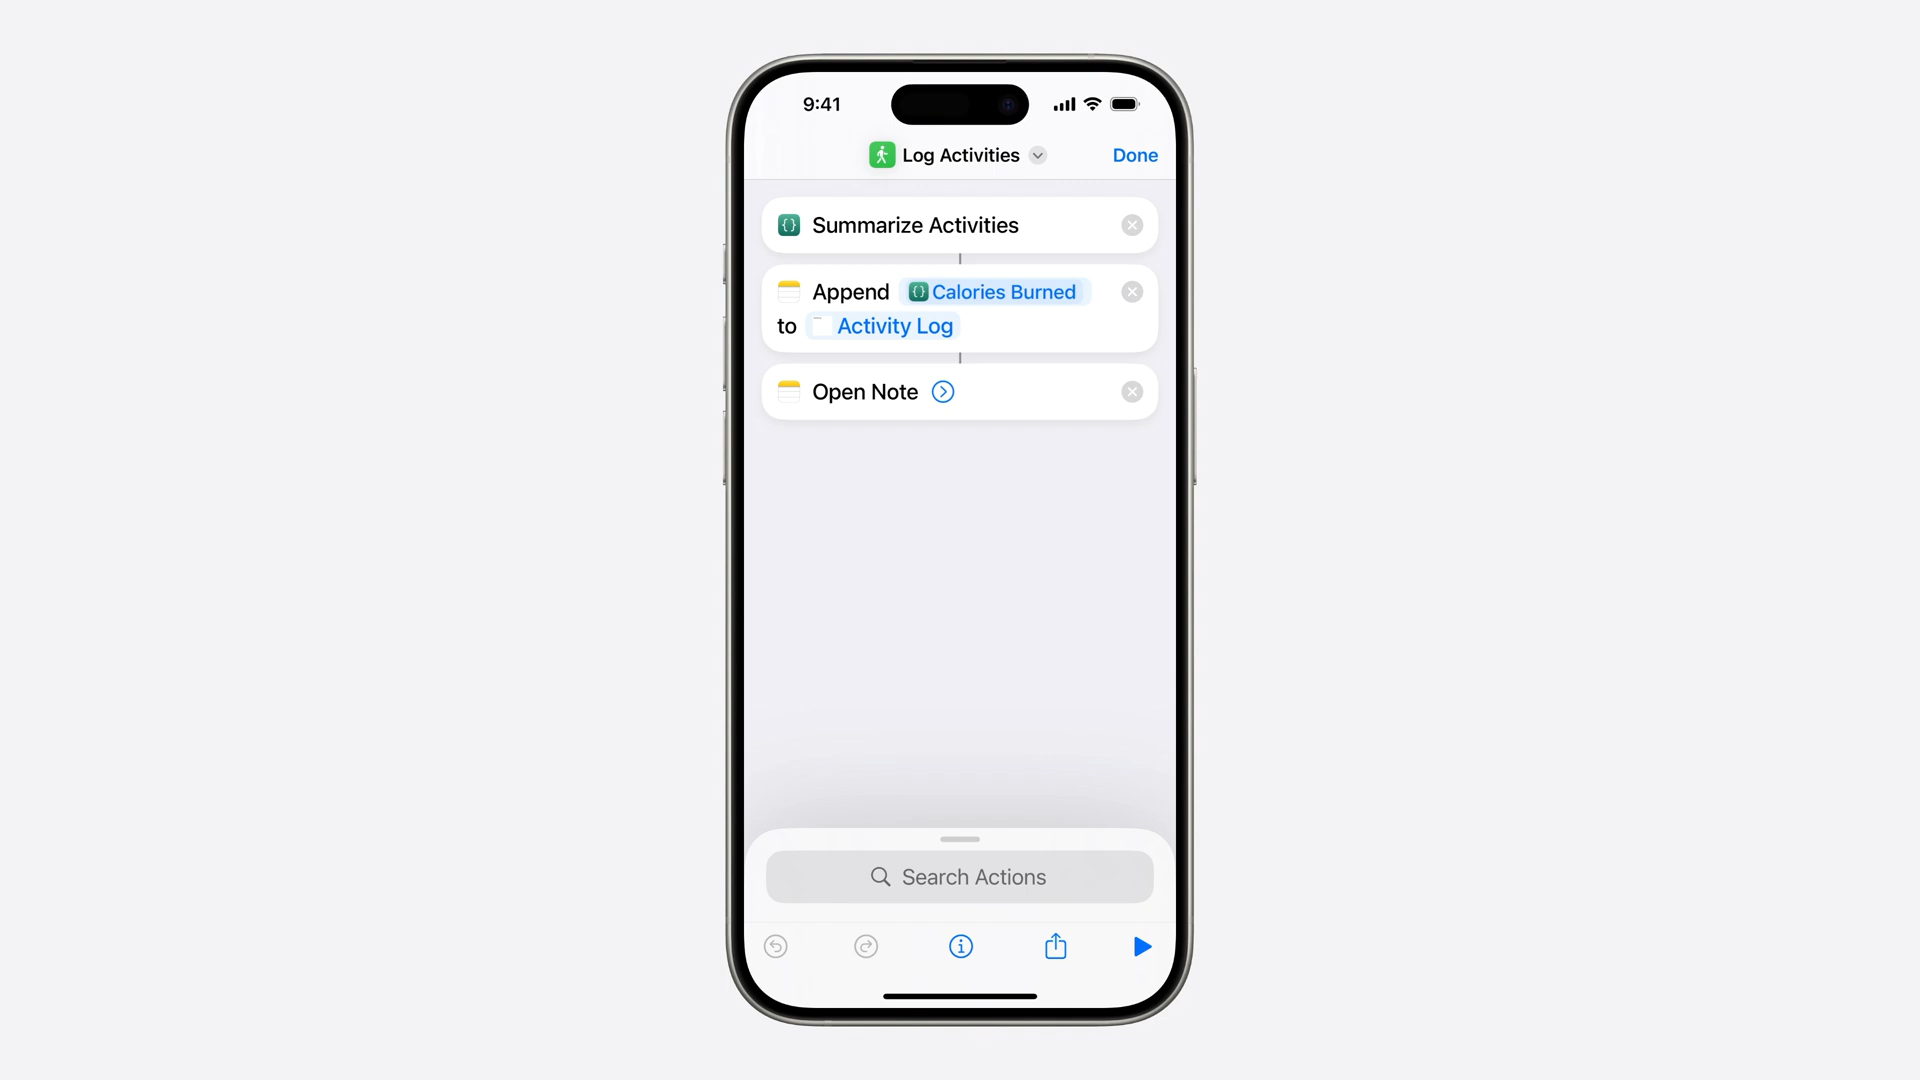 9:41
Log Activities
Done
Summarize Activities
Append Calories Burned
to Activity Log
Open Note
Search Actions